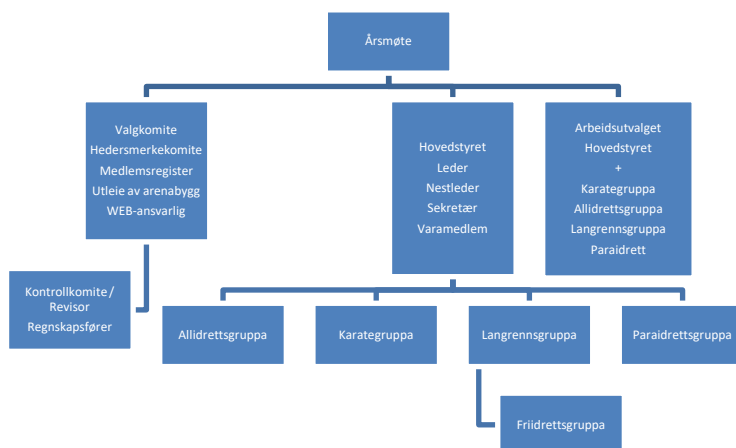 Årsmøte
Valgkomite
Hedersmerkekomite
Medlemsregister
Utleie av arenabygg
WEB-ansvarlig
Hovedstyret
Leder
Nestleder
Sekretær
Varamedlem
Arbeidsutvalget
Hovedstyret
+
Karategruppa
Allidrettsgruppa
Langrennsgruppa
Paraidrett
Kontrollkomite /
Revisor
Regnskapsfører
Allidrettsgruppa
Karategruppa
Langrennsgruppa
Paraidrettsgruppa
Friidrettsgruppa